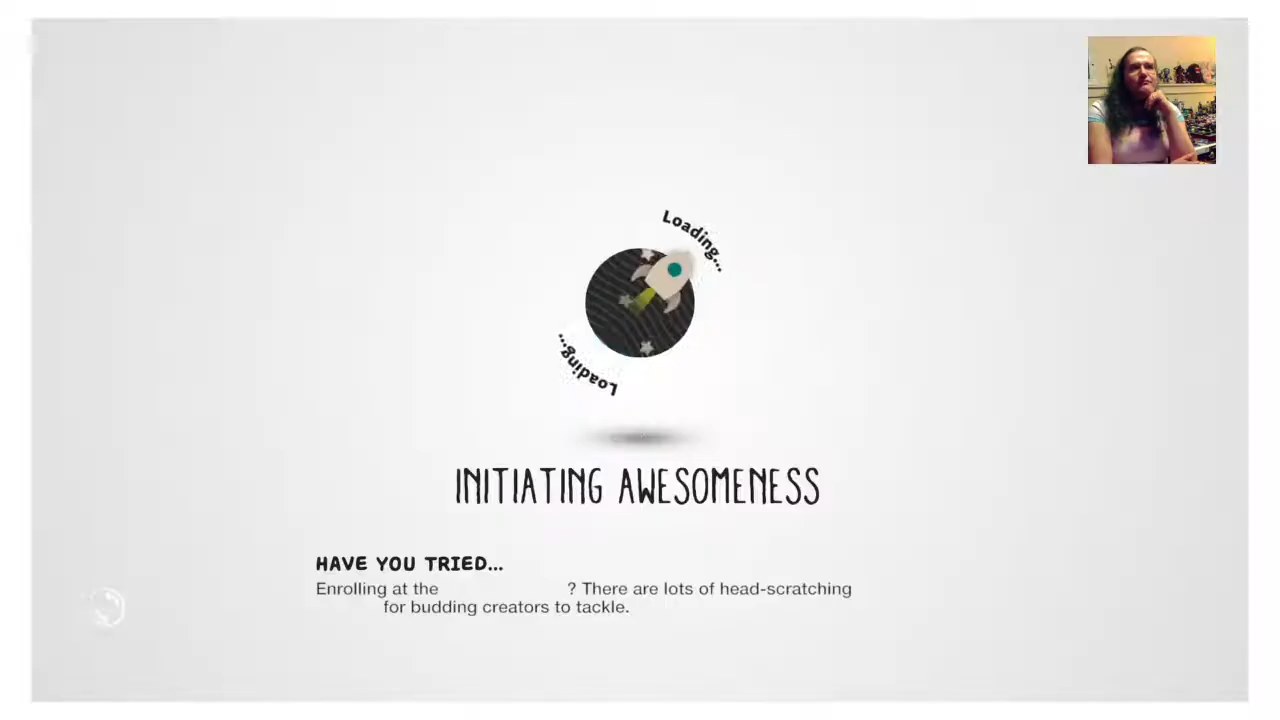 Loading...
Loading...
INITIATING AWESOMENESS
HAVE YOU TRIED...
Enrolling at the ? There are lots of head-scratching
for budding creators to tackle.